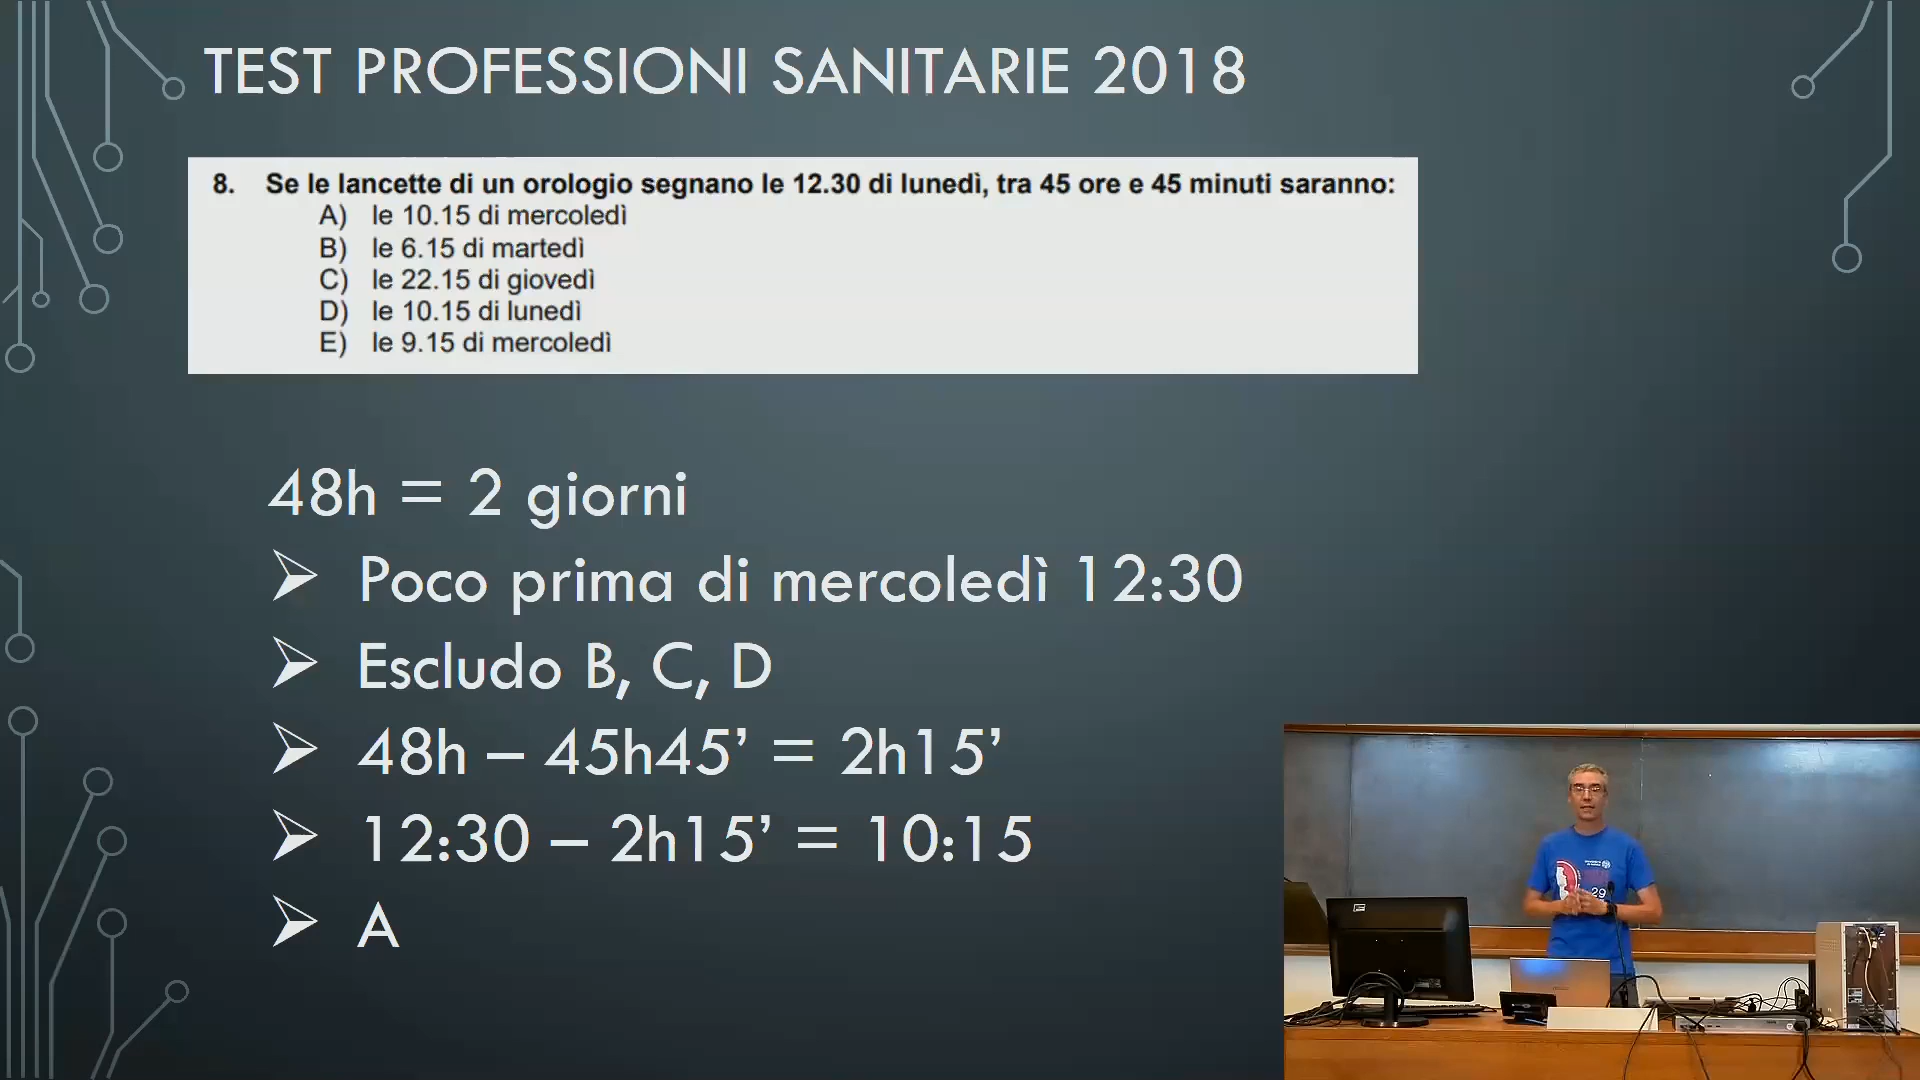 TEST PROFESSIONI SANITARIE 2018
8. Se le lancette di un orologio segnano le 12.30 di lunedì, tra 45 ore e 45 minuti saranno:
A) le 10.15 di mercoledì
B) le 6.15 di martedì
C) le 22.15 di giovedì
D) le 10.15 di lunedì
E) le 9.15 di mercoledì
48h = 2 giorni
Poco prima di mercoledì 12:30
Escludo B, C, D
48h – 45h45’ = 2h15’
12:30 – 2h15’ = 10:15
A
29